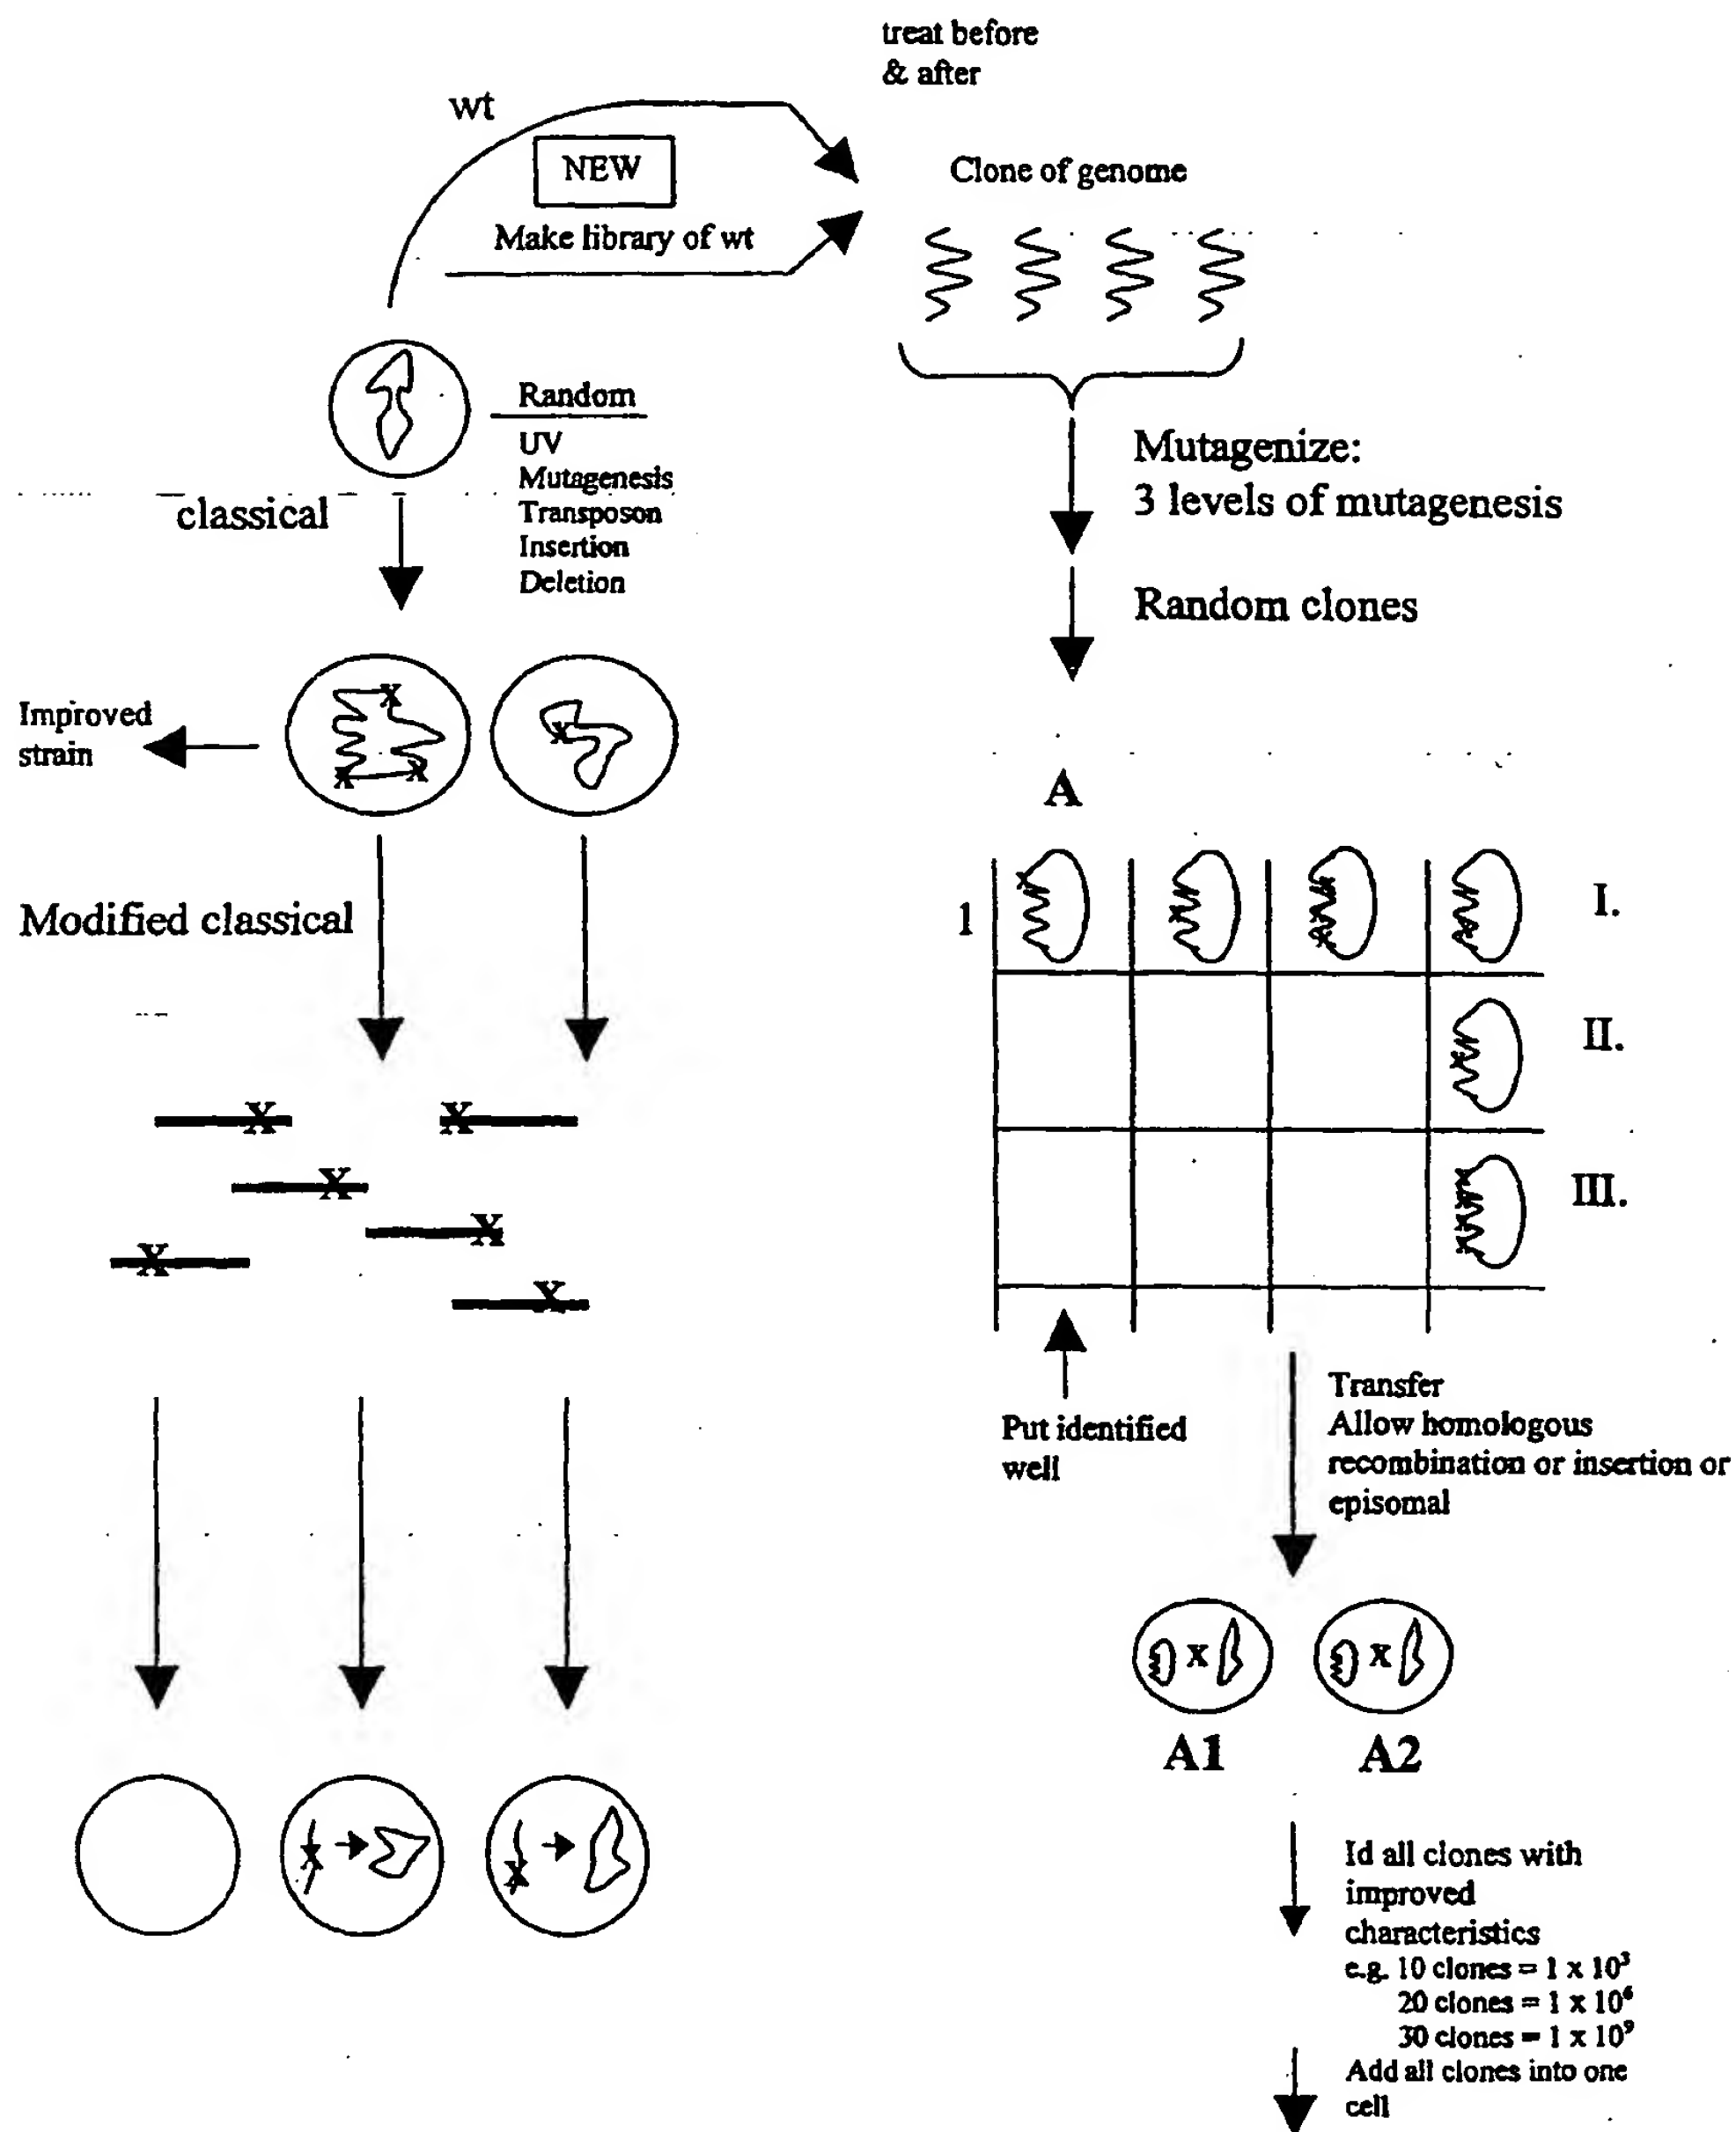 treat before
& after
wt
NEW
Make library of wt
Clone of genome
Random
UV
Mutagenesis
Transposon
Insertion
Deletion
classical
Mutagenize:
3 levels of mutagenesis
Random clones
Improved
strain
X
X
X
X
Modified classical
A
1
I.
II.
III.
X
X
X
X
X
X
Put identified
well
Transfer
Allow homologous
recombination or insertion or
episomal
X
X
A1
A2
X
X
Id all clones with
improved
characteristics
e.g. 10 clones = 1 x 10³
20 clones = 1 x 10⁶
30 clones = 1 x 10⁹
Add all clones into one
cell